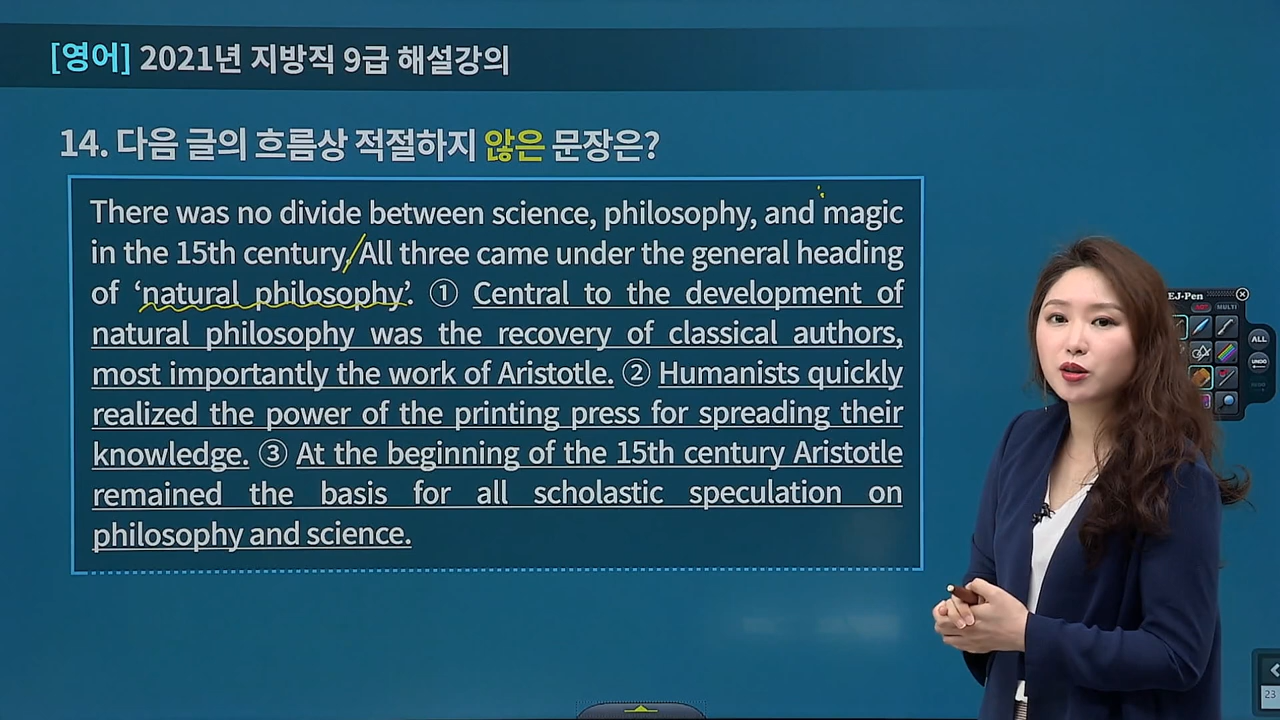 [영어] 2021년 지방직 9급 해설강의
14. 다음 글의 흐름상 적절하지 않은 문장은?
There was no divide between science, philosophy, and magic
in the 15th century. All three came under the general heading
of ‘natural philosophy’. ① Central to the development of
natural philosophy was the recovery of classical authors,
most importantly the work of Aristotle. ② Humanists quickly
realized the power of the printing press for spreading their
knowledge. ③ At the beginning of the 15th century Aristotle
remained the basis for all scholastic speculation on
philosophy and science.
EJ-Pen
MULTI
ALL
UNDO
23